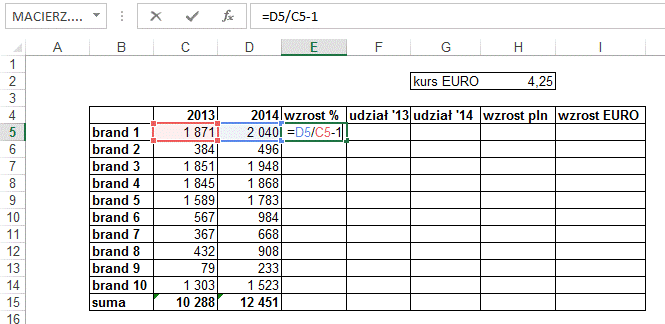 MACIERZ.... =D5/C5-1
A B C D E F G H I
1
2 kurs EURO 4,25
3
4 2013 2014 wzrost % udział '13 udział '14 wzrost pln wzrost EURO
5 brand 1 1 871 2 040 =D5/C5-1
6 brand 2 384 496
7 brand 3 1 851 1 948
8 brand 4 1 845 1 868
9 brand 5 1 589 1 783
10 brand 6 567 984
11 brand 7 367 668
12 brand 8 432 908
13 brand 9 79 233
14 brand 10 1 303 1 523
15 suma 10 288 12 451
16